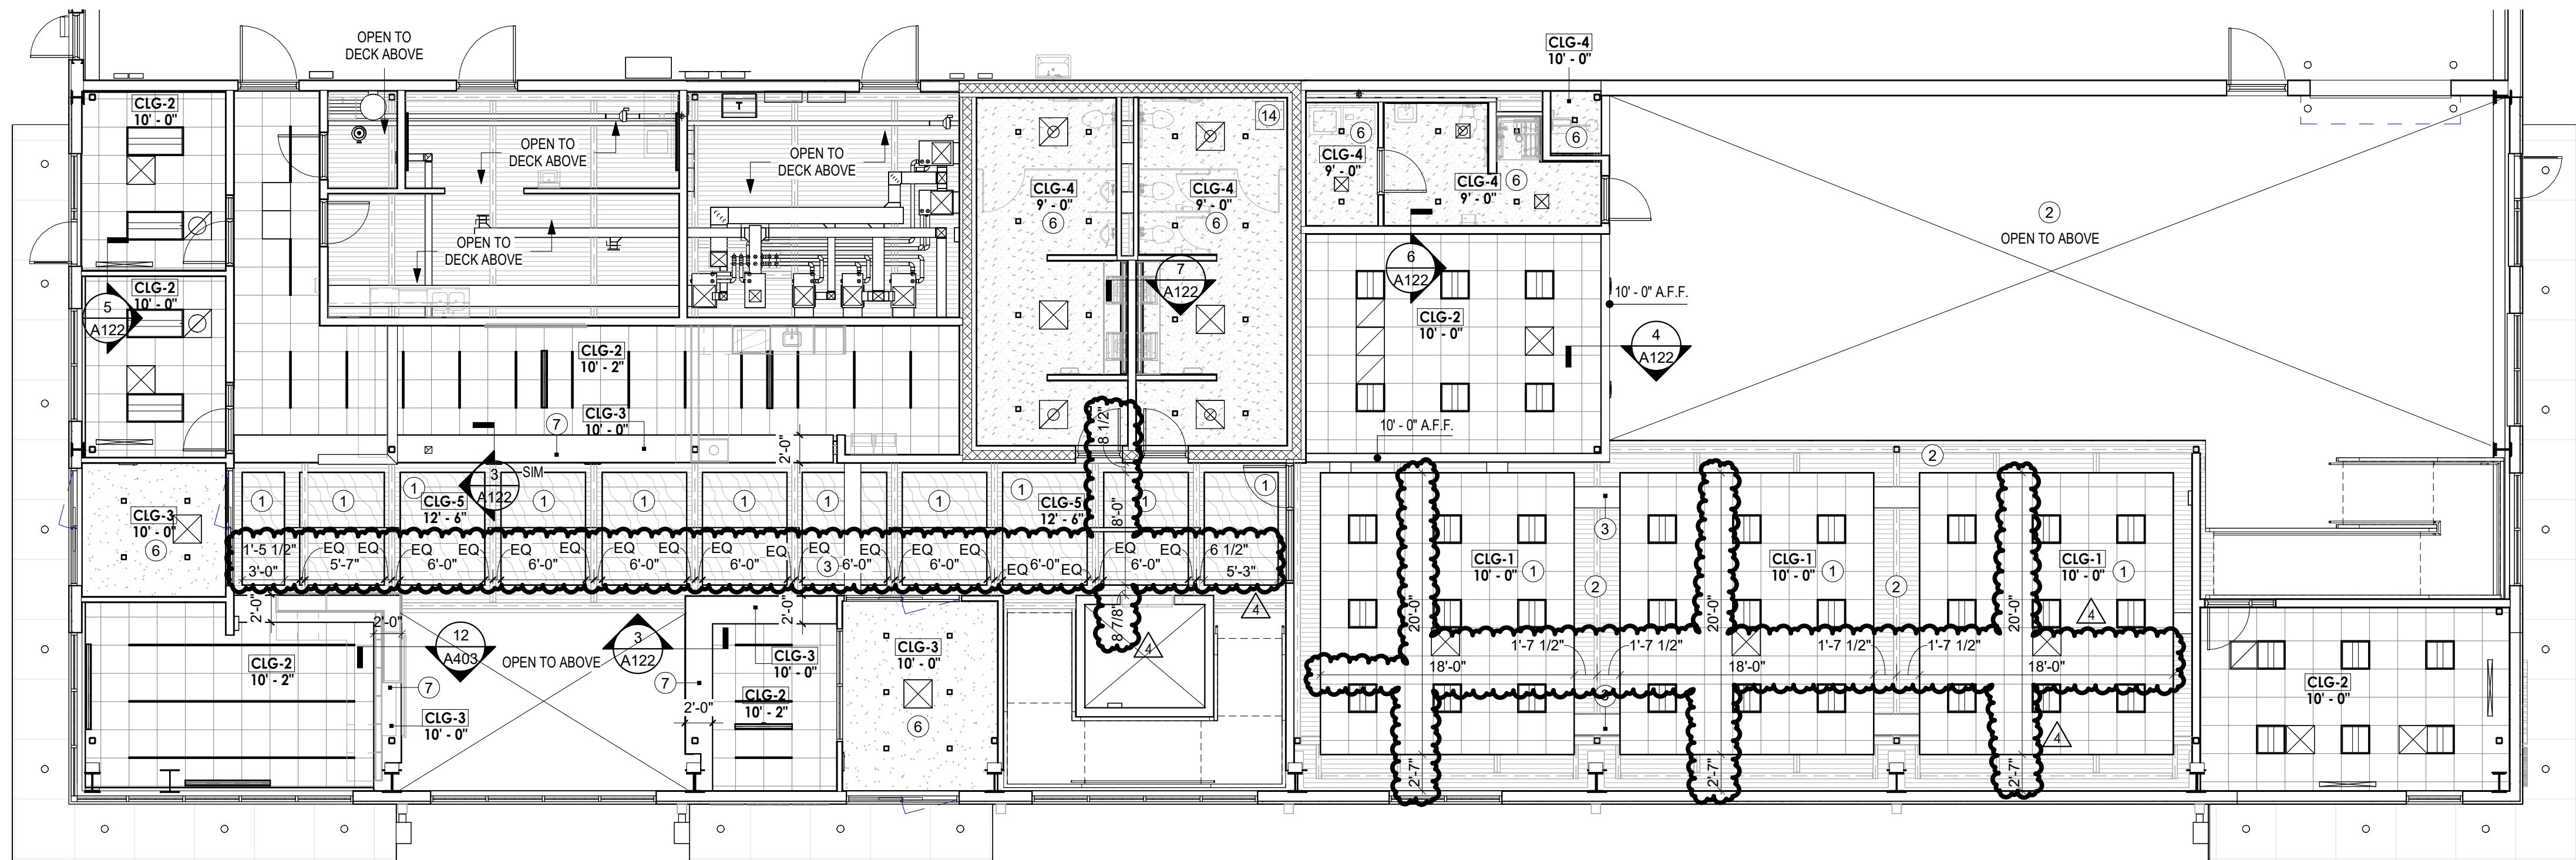 OPEN TO
DECK ABOVE
CLG-4
10' - 0"
CLG-2
10' - 0"
T
14
6
CLG-4
9' - 0"
6
OPEN TO
DECK ABOVE
OPEN TO
DECK ABOVE
CLG-4
9' - 0"
6
CLG-4
9' - 0"
6
CLG-4
9' - 0"
6
2
OPEN TO ABOVE
OPEN TO
DECK ABOVE
6
A122
7
A122
CLG-2
10' - 0"
5
A122
10' - 0" A.F.F.
CLG-2
10' - 0"
4
A122
CLG-2
10' - 2"
CLG-3
10' - 0"
7
8 1/2"
10' - 0" A.F.F.
2'-0"
2
3
A122
SIM
1
1
1
CLG-5
12' - 6"
1
1
1
1
1
1
CLG-5
12' - 6"
1
1
8'-0"
3
CLG-3
10' - 0"
6
1'-5 1/2"
3'-0"
EQ EQ
5'-7"
EQ EQ
6'-0"
EQ EQ
6'-0"
EQ EQ
6'-0"
EQ EQ
6'-0"
EQ
3
6'-0"
EQ EQ
6'-0"
EQ 6'-0" EQ
EQ EQ
6'-0"
6 1/2"
5'-3"
CLG-1
10' - 0"
1
2
CLG-1
10' - 0"
1
2
CLG-1
10' - 0"
1
2'-0"
2'-0"
2'-0"
12
A403
OPEN TO ABOVE
3
A122
8 7/8"
4
4
4
20'-0"
20'-0"
20'-0"
1'-7 1/2"
1'-7 1/2"
1'-7 1/2"
1'-7 1/2"
18'-0"
18'-0"
18'-0"
CLG-2
10' - 2"
7
CLG-3
10' - 0"
7
2'-0"
CLG-3
10' - 0"
CLG-2
10' - 2"
CLG-3
10' - 0"
6
3
4
CLG-2
10' - 0"
2'-7"
2'-7"
2'-7"